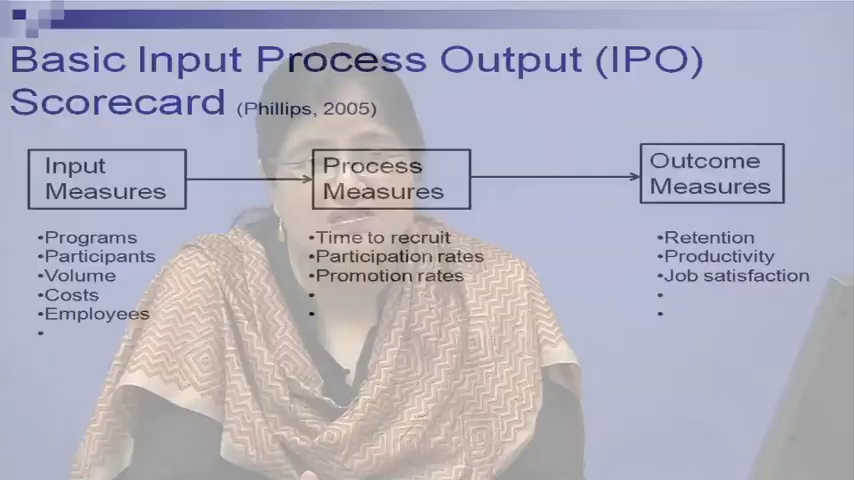 Basic Input Process Output (IPO)
Scorecard (Phillips, 2005)
Input
Measures
Process
Measures
Outcome
Measures
•Programs
•Participants
•Volume
•Costs
•Employees
•
•Time to recruit
•Participation rates
•Promotion rates
•
•
•Retention
•Productivity
•Job satisfaction
•
•